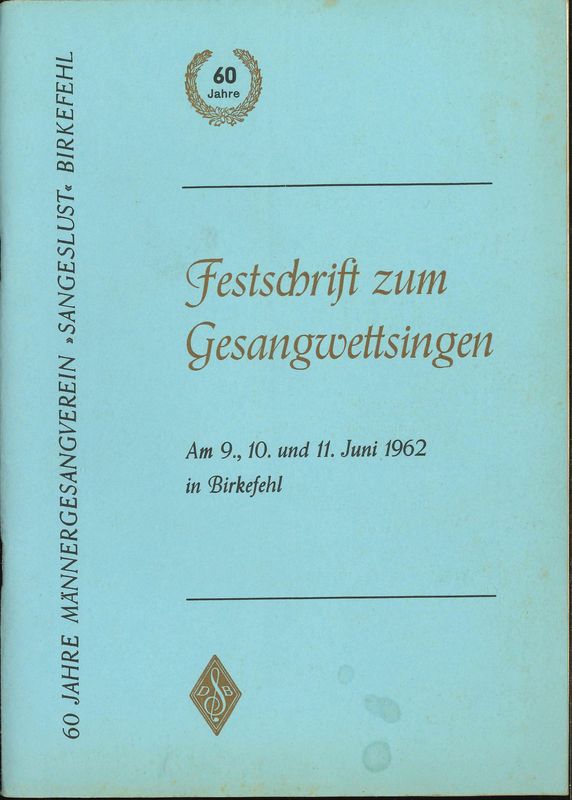 60 JAHRE MÄNNERGESANGVEREIN »SANGESLUST« BIRKEFEHL
60
Jahre
Festschrift zum
Gesangwettsingen
Am 9., 10. und 11. Juni 1962
in Birkefehl
D S B